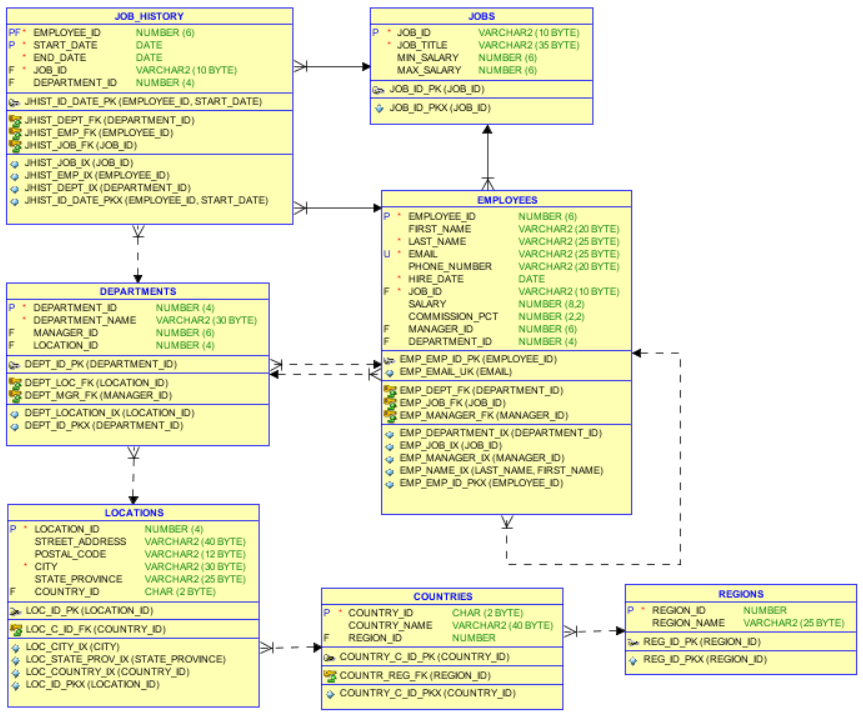 JOB_HISTORY
PF* EMPLOYEE_ID NUMBER (6)
P * START_DATE DATE
* END_DATE DATE
F * JOB_ID VARCHAR2 (10 BYTE)
F DEPARTMENT_ID NUMBER (4)
JHIST_ID_DATE_PK (EMPLOYEE_ID, START_DATE)
JHIST_DEPT_FK (DEPARTMENT_ID)
JHIST_EMP_FK (EMPLOYEE_ID)
JHIST_JOB_FK (JOB_ID)
JHIST_JOB_IX (JOB_ID)
JHIST_EMP_IX (EMPLOYEE_ID)
JHIST_DEPT_IX (DEPARTMENT_ID)
JHIST_ID_DATE_PKX (EMPLOYEE_ID, START_DATE)
JOBS
P * JOB_ID VARCHAR2 (10 BYTE)
* JOB_TITLE VARCHAR2 (35 BYTE)
MIN_SALARY NUMBER (6)
MAX_SALARY NUMBER (6)
JOB_ID_PK (JOB_ID)
JOB_ID_PKX (JOB_ID)
EMPLOYEES
P * EMPLOYEE_ID NUMBER (6)
FIRST_NAME VARCHAR2 (20 BYTE)
* LAST_NAME VARCHAR2 (25 BYTE)
U * EMAIL VARCHAR2 (25 BYTE)
PHONE_NUMBER VARCHAR2 (20 BYTE)
* HIRE_DATE DATE
F * JOB_ID VARCHAR2 (10 BYTE)
SALARY NUMBER (8,2)
COMMISSION_PCT NUMBER (2,2)
F MANAGER_ID NUMBER (6)
F DEPARTMENT_ID NUMBER (4)
EMP_EMP_ID_PK (EMPLOYEE_ID)
EMP_EMAIL_UK (EMAIL)
EMP_DEPT_FK (DEPARTMENT_ID)
EMP_JOB_FK (JOB_ID)
EMP_MANAGER_FK (MANAGER_ID)
EMP_DEPARTMENT_IX (DEPARTMENT_ID)
EMP_JOB_IX (JOB_ID)
EMP_MANAGER_IX (MANAGER_ID)
EMP_NAME_IX (LAST_NAME, FIRST_NAME)
EMP_EMP_ID_PKX (EMPLOYEE_ID)
DEPARTMENTS
P * DEPARTMENT_ID NUMBER (4)
* DEPARTMENT_NAME VARCHAR2 (30 BYTE)
F MANAGER_ID NUMBER (6)
F LOCATION_ID NUMBER (4)
DEPT_ID_PK (DEPARTMENT_ID)
DEPT_LOC_FK (LOCATION_ID)
DEPT_MGR_FK (MANAGER_ID)
DEPT_LOCATION_IX (LOCATION_ID)
DEPT_ID_PKX (DEPARTMENT_ID)
LOCATIONS
P * LOCATION_ID NUMBER (4)
STREET_ADDRESS VARCHAR2 (40 BYTE)
POSTAL_CODE VARCHAR2 (12 BYTE)
* CITY VARCHAR2 (30 BYTE)
STATE_PROVINCE VARCHAR2 (25 BYTE)
F COUNTRY_ID CHAR (2 BYTE)
LOC_ID_PK (LOCATION_ID)
LOC_C_ID_FK (COUNTRY_ID)
LOC_CITY_IX (CITY)
LOC_STATE_PROV_IX (STATE_PROVINCE)
LOC_COUNTRY_IX (COUNTRY_ID)
LOC_ID_PKX (LOCATION_ID)
COUNTRIES
P * COUNTRY_ID CHAR (2 BYTE)
COUNTRY_NAME VARCHAR2 (40 BYTE)
F REGION_ID NUMBER
COUNTRY_C_ID_PK (COUNTRY_ID)
COUNTR_REG_FK (REGION_ID)
COUNTRY_C_ID_PKX (COUNTRY_ID)
REGIONS
P * REGION_ID NUMBER
REGION_NAME VARCHAR2 (25 BYTE)
REG_ID_PK (REGION_ID)
REG_ID_PKX (REGION_ID)